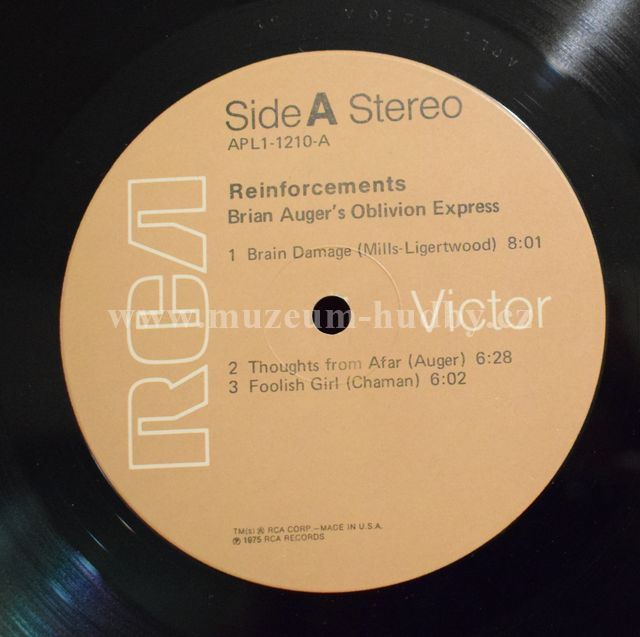 Side A Stereo
APL1-1210-A
Reinforcements
Brian Auger's Oblivion Express
1 Brain Damage (Mills-Ligertwood) 8:01
RCA
Victor
www.muzeum-hudby.cz
2 Thoughts from Afar (Auger) 6:28
3 Foolish Girl (Chaman) 6:02
TM(s) ® RCA CORP.—MADE IN U.S.A.
℗ 1975 RCA RECORDS